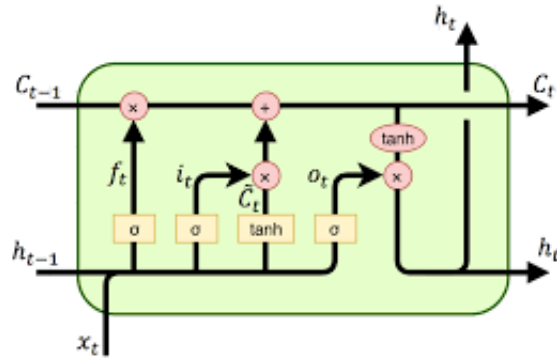 h_t
C_{t-1} × + C_t
tanh
f_t i_t × o_t ×
C̃_t
σ σ tanh σ
h_{t-1} h_t
x_t